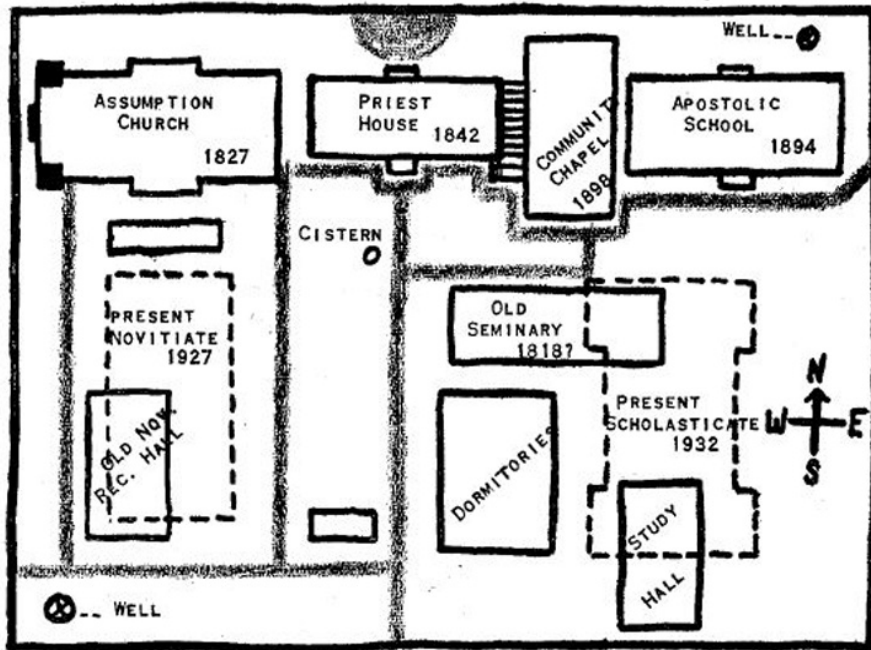 WELL
ASSUMPTION
CHURCH
1827
PRIEST
HOUSE
1842
COMMUNITY
CHAPEL
1898
APOSTOLIC
SCHOOL
1894
CISTERN
PRESENT
NOVITIATE
1927
OLD NOV.
REC. HALL
OLD
SEMINARY
1818?
DORMITORIES
PRESENT
SCHOLASTICATE
1932
STUDY
HALL
N
W E
S
WELL